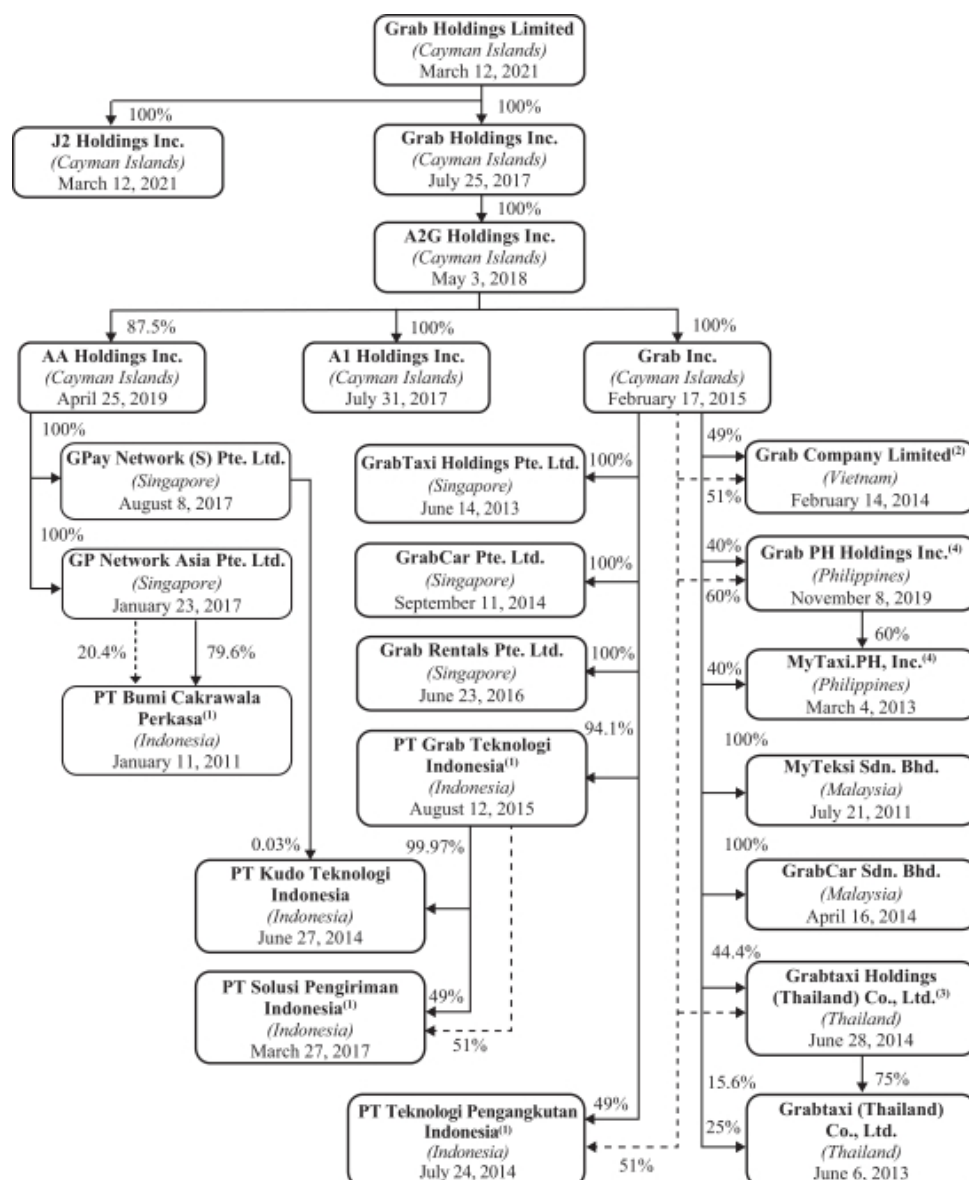 Grab Holdings Limited
(Cayman Islands)
March 12, 2021
100%
100%
J2 Holdings Inc.
(Cayman Islands)
March 12, 2021
Grab Holdings Inc.
(Cayman Islands)
July 25, 2017
100%
A2G Holdings Inc.
(Cayman Islands)
May 3, 2018
87.5%
100%
100%
AA Holdings Inc.
(Cayman Islands)
April 25, 2019
A1 Holdings Inc.
(Cayman Islands)
July 31, 2017
Grab Inc.
(Cayman Islands)
February 17, 2015
100%
GPay Network (S) Pte. Ltd.
(Singapore)
August 8, 2017
100%
GP Network Asia Pte. Ltd.
(Singapore)
January 23, 2017
20.4%
79.6%
PT Bumi Cakrawala
Perkasa(1)
(Indonesia)
January 11, 2011
GrabTaxi Holdings Pte. Ltd.
(Singapore)
June 14, 2013
100%
GrabCar Pte. Ltd.
(Singapore)
September 11, 2014
100%
Grab Rentals Pte. Ltd.
(Singapore)
June 23, 2016
100%
PT Grab Teknologi
Indonesia(1)
(Indonesia)
August 12, 2015
94.1%
0.03%
99.97%
PT Kudo Teknologi
Indonesia
(Indonesia)
June 27, 2014
PT Solusi Pengiriman
Indonesia(1)
(Indonesia)
March 27, 2017
49%
51%
PT Teknologi Pengangkutan
Indonesia(1)
(Indonesia)
July 24, 2014
49%
51%
49%
51%
Grab Company Limited(2)
(Vietnam)
February 14, 2014
40%
60%
Grab PH Holdings Inc.(4)
(Philippines)
November 8, 2019
60%
40%
MyTaxi.PH, Inc.(4)
(Philippines)
March 4, 2013
100%
MyTeksi Sdn. Bhd.
(Malaysia)
July 21, 2011
100%
GrabCar Sdn. Bhd.
(Malaysia)
April 16, 2014
44.4%
Grabtaxi Holdings
(Thailand) Co., Ltd.(3)
(Thailand)
June 28, 2014
15.6%
75%
25%
Grabtaxi (Thailand)
Co., Ltd.
(Thailand)
June 6, 2013